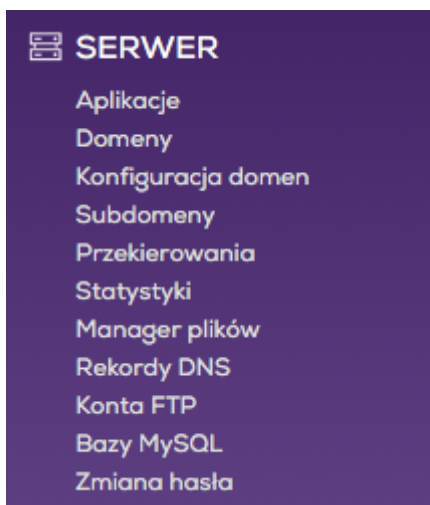 SERWER
Aplikacje
Domeny
Konfiguracja domen
Subdomeny
Przekierowania
Statystyki
Manager plików
Rekordy DNS
Konta FTP
Bazy MySQL
Zmiana hasła